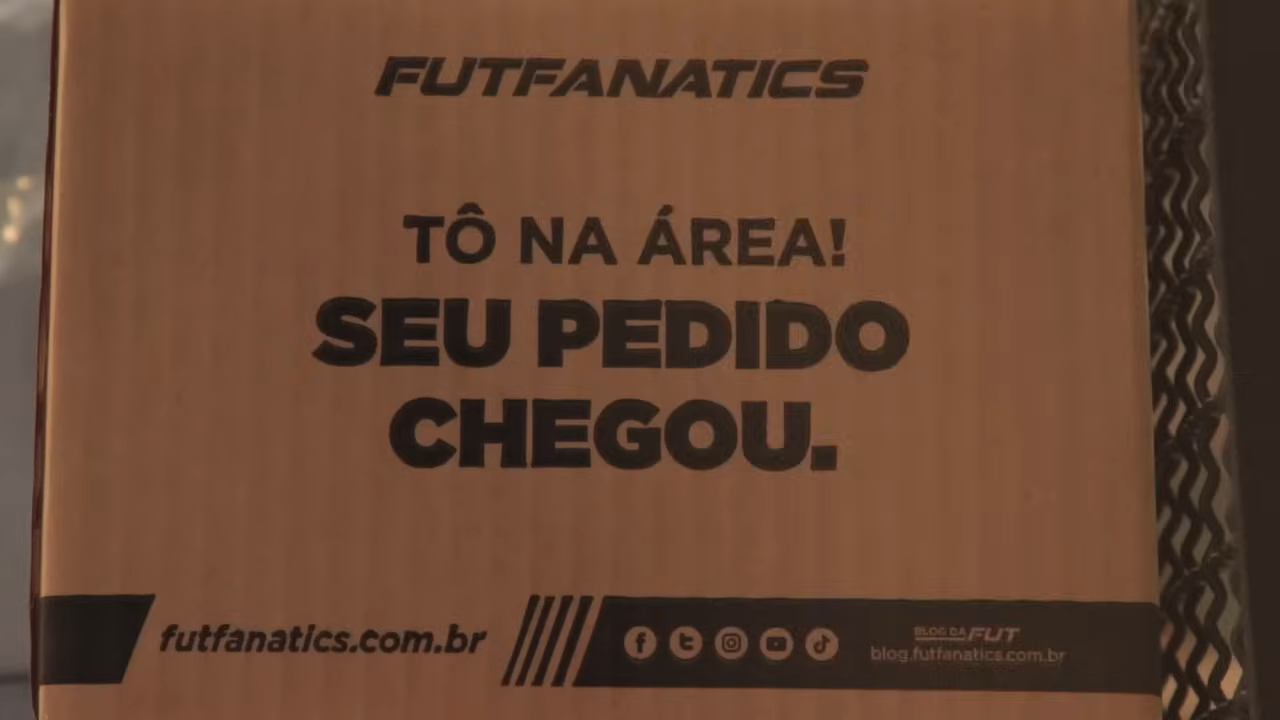 FUTFANATICS
TÔ NA ÁREA!
SEU PEDIDO
CHEGOU.
futfanatics.com.br
BLOG DA FUT
blog.futfanatics.com.br